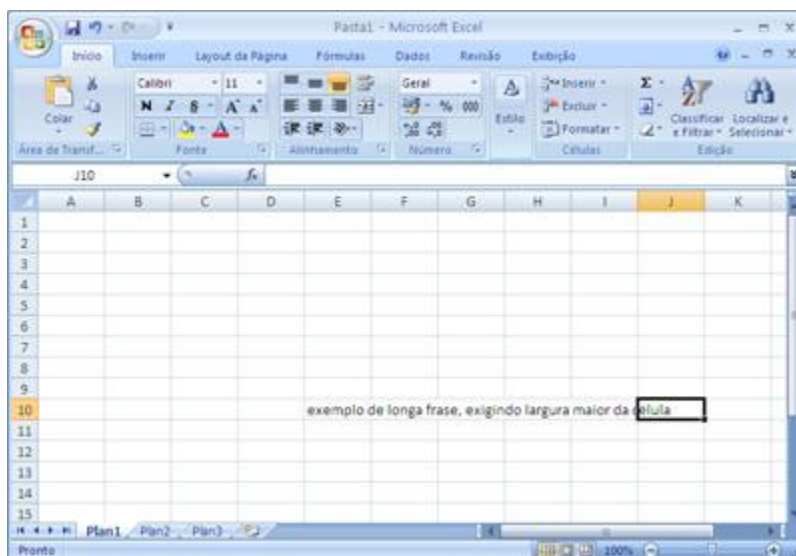 Pasta1 - Microsoft Excel
Início Inserir Layout da Página Fórmulas Dados Revisão Exibição
Calibri 11 Geral Inserir Σ
Colar N I S A A % 000 Estilo Excluir Classificar Localizar e
A Formatar e Filtrar Selecionar
Área de Transf... Fonte Alinhamento Número Células Edição
J10 fx
A B C D E F G H I J K
1
2
3
4
5
6
7
8
9
10 exemplo de longa frase, exigindo largura maior da celula
11
12
13
14
15
Plan1 Plan2 Plan3
Pronto 100%